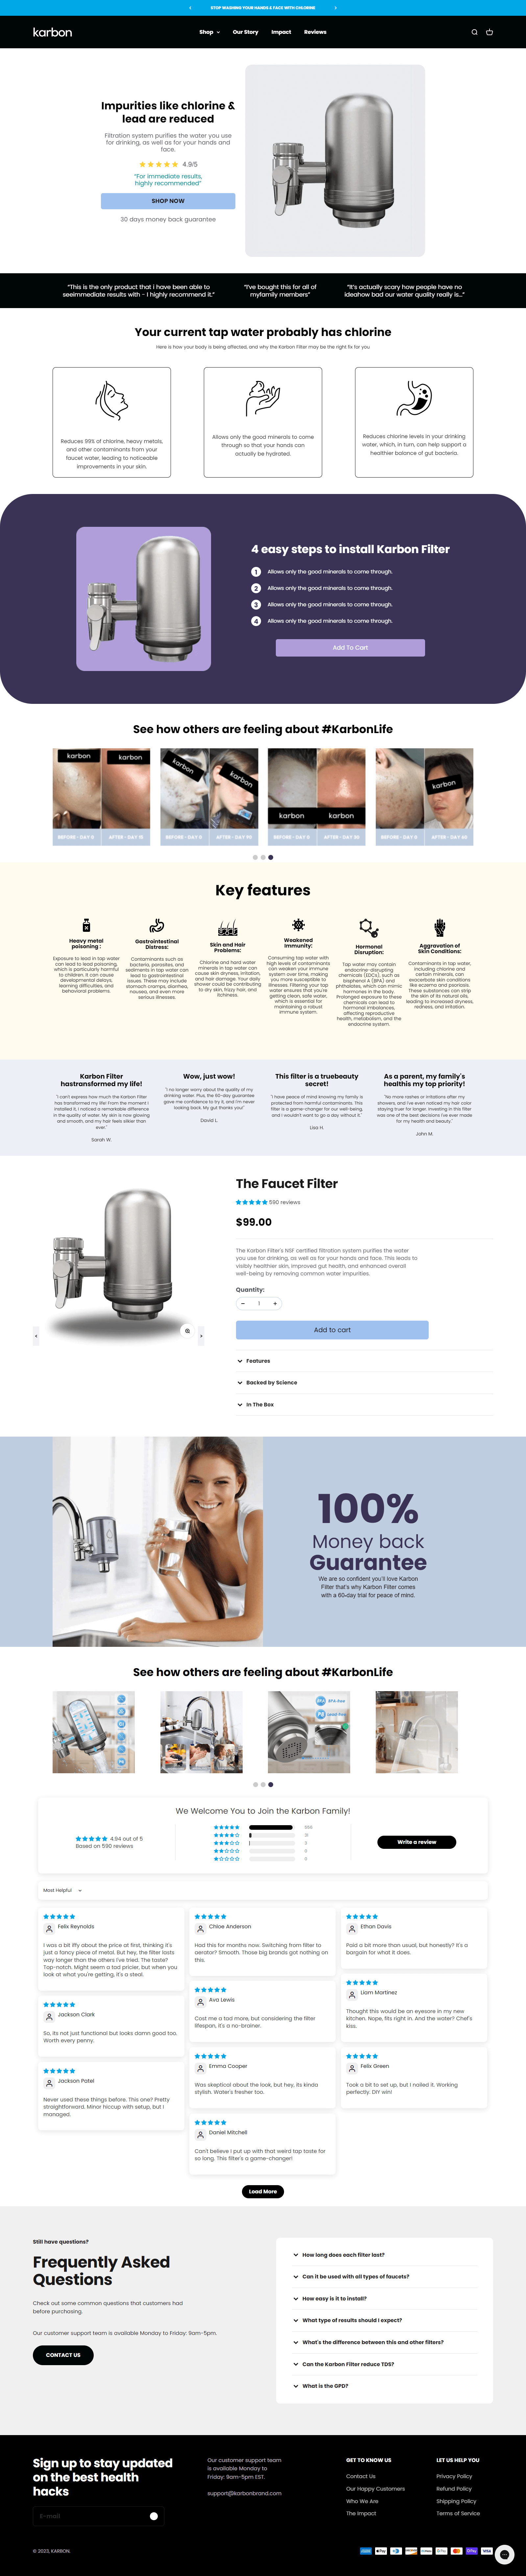 STOP WASHING YOUR HANDS & FACE WITH CHLORINE
karbon
Shop
Our Story
Impact
Reviews
Impurities like chlorine &
lead are reduced
Filtration system purifies the water you use
for drinking, as well as for your hands and
face.
4.9/5
"For immediate results,
highly recommended"
SHOP NOW
30 days money back guarantee
"This is the only product that i have been able to
seeimmediate results with - I highly recommend it."
"I've bought this for all of
myfamily members"
"It's actually scary how people have no
ideahow bad our water quality really is..."
Your current tap water probably has chlorine
Here is how your body is being affected, and why the Karbon Filter may be the right fix for you
Reduces 99% of chlorine, heavy metals,
and other contaminants from your
faucet water, leading to noticeable
improvements in your skin.
Allows only the good minerals to come
through so that your hands can
actually be hydrated.
Reduces chlorine levels in your drinking
water, which, in turn, can help support a
healthier balance of gut bacteria.
4 easy steps to install Karbon Filter
1 Allows only the good minerals to come through.
2 Allows only the good minerals to come through.
3 Allows only the good minerals to come through.
4 Allows only the good minerals to come through.
Add To Cart
See how others are feeling about #KarbonLife
karbon
karbon
karbon
karbon
karbon
karbon
karbon
Key features
Heavy metal
poisoning :
Exposure to lead in tap water
can lead to lead poisoning,
which is particularly harmful
to children. It can cause
developmental delays,
learning difficulties, and
behavioral problems.
Gastrointestinal
Distress:
Contaminants such as
bacteria, parasites, and
sediments in tap water can
lead to gastrointestinal
issues. These may include
stomach cramps, diarrhea,
nausea, and even more
serious illnesses.
Skin and Hair
Problems:
Chlorine and hard water
minerals in tap water can
cause skin dryness, irritation,
and hair damage. Your daily
shower could be contributing
to dry skin, frizzy hair, and
itchiness.
Weakened
Immunity:
Consuming tap water with
high levels of contaminants
can weaken your immune
system over time, making
you more susceptible to
illnesses. Filtering your tap
water ensures that you're
getting clean, safe water,
which is essential for
maintaining a robust
immune system.
Hormonal
Disruption:
Tap water may contain
endocrine-disrupting
chemicals (EDCs), such as
bisphenol A (BPA) and
phthalates, which can mimic
hormones in the body.
Prolonged exposure to these
chemicals can lead to
hormonal imbalances,
affecting reproductive
health, metabolism, and the
endocrine system.
Aggravation of
Skin Conditions:
Contaminants in tap water,
including chlorine and
certain minerals, can
exacerbate skin conditions
like eczema and psoriasis.
These substances can strip
the skin of its natural oils,
leading to increased dryness,
redness, and irritation.
Karbon Filter
hastransformed my life!
"I can't express how much the Karbon Filter
has transformed my life! From the moment I
installed it, I noticed a remarkable difference
in the quality of my water. My skin is now glowing
and smooth, and my hair feels silkier than
ever."
Sarah W.
Wow, just wow!
"I no longer worry about the quality of my
drinking water. Plus, the 60-day guarantee
gave me confidence to try it, and I'm never
looking back. My gut thanks you!"
David L.
This filter is a truebeauty
secret!
"I have peace of mind knowing my family is
protected from harmful contaminants. This
filter is a game-changer for our well-being,
and I wouldn't want to go a day without it."
Lisa H.
As a parent, my family's
healthis my top priority!
"No more rashes or irritations after my
showers, and I've even noticed my hair color
staying true for longer. Investing in this filter
was one of the best decisions I've ever made
for my health and beauty."
John M.
The Faucet Filter
590 reviews
$99.00
The Karbon Filter's NSF certified filtration system purifies the water
you use for drinking, as well as for your hands and face. This leads to
visibly healthier skin, improved gut health, and enhanced overall
well-being by removing common water impurities.
Quantity:
1
Add to cart
Features
Backed by Science
In The Box
100%
Money back
Guarantee
We are so confident you'll love Karbon
Filter that's why Karbon Filter comes
with a 60-day trial for peace of mind.
See how others are feeling about #KarbonLife
We Welcome You to Join the Karbon Family!
4.94 out of 5
Based on 590 reviews
Write a review
Most Helpful
Felix Reynolds
I was a bit iffy about the price at first, thinking it's
just a fancy piece of metal. But hey, the filter lasts
way longer than the others I've tried. The taste?
Top-notch. Might seem a tad pricier, but when you
look at what you're getting, it's a steal.
Jackson Clark
So, its not just functional but looks damn good too.
Worth every penny.
Jackson Patel
Never used these things before. This one? Pretty
straightforward. Minor hiccup with setup, but I
managed.
Chloe Anderson
Had this for months now. Switching from filter to
aerator? Smooth. Those big brands got nothing on
this.
Ava Lewis
Cost me a tad more, but considering the filter
lifespan, it's a no-brainer.
Emma Cooper
Was skeptical about the look, but hey, its kinda
stylish. Water's fresher too.
Daniel Mitchell
Can't believe I put up with that weird tap taste for
so long. This filter's a game-changer!
Ethan Davis
Paid a bit more than usual, but honestly? It's a
bargain for what it does.
Liam Martinez
Thought this would be an eyesore in my new
kitchen. Nope, fits right in. And the water? Chef's
kiss.
Felix Green
Took a bit to set up, but I nailed it. Working
perfectly. DIY win!
Load More
Still have questions?
Frequently Asked
Questions
Check out some common questions that customers had
before purchasing.
Our customer support team is available Monday to Friday: 9am-5pm.
CONTACT US
How long does each filter last?
Can it be used with all types of faucets?
How easy is it to install?
What type of results should I expect?
What's the difference between this and other filters?
Can the Karbon Filter reduce TDS?
What is the GPD?
Sign up to stay updated
on the best health
hacks
E-mail
Our customer support team
is available Monday to
Friday: 9am-5pm EST.
support@karbonbrand.com
GET TO KNOW US
Contact Us
Our Happy Customers
Who We Are
The Impact
LET US HELP YOU
Privacy Policy
Refund Policy
Shipping Policy
Terms of Service
© 2023, KARBON.